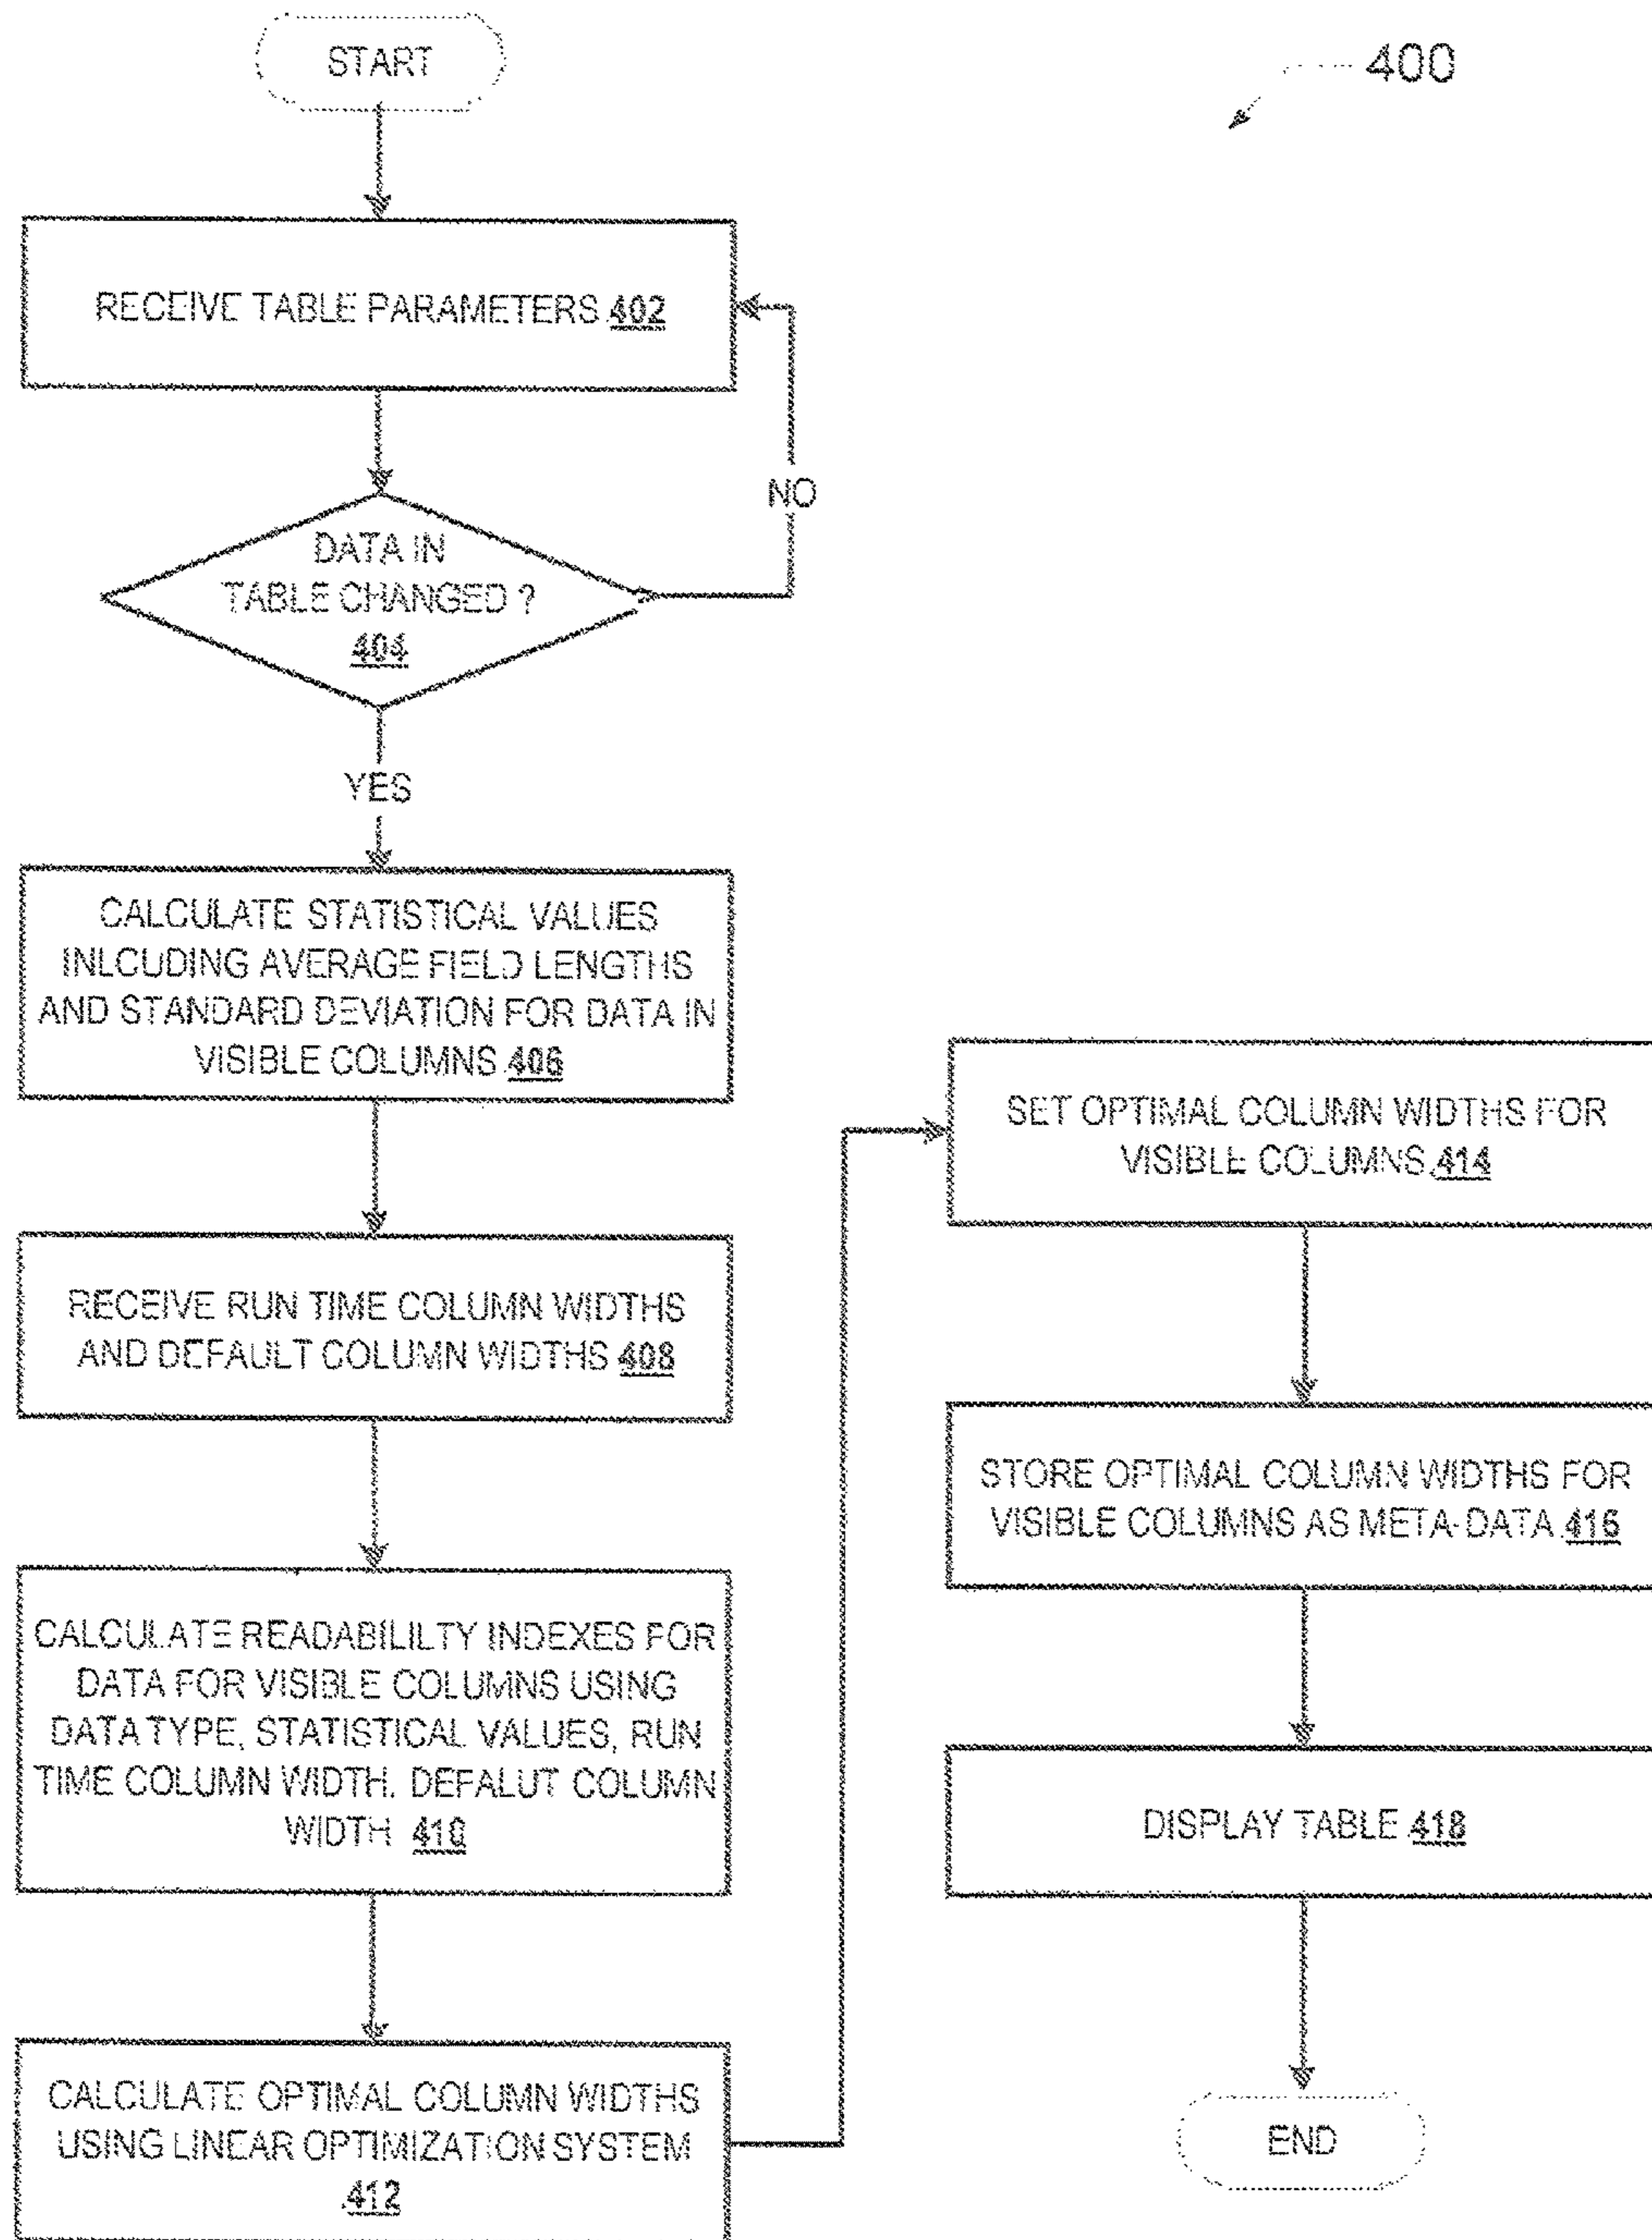 START
400
RECEIVE TABLE PARAMETERS 402
NO
DATA IN
TABLE CHANGED ?
404
YES
CALCULATE STATISTICAL VALUES
INLCUDING AVERAGE FIELD LENGTHS
AND STANDARD DEVIATION FOR DATA IN
VISIBLE COLUMNS 406
RECEIVE RUN TIME COLUMN WIDTHS
AND DEFAULT COLUMN WIDTHS 408
CALCULATE READABILILTY INDEXES FOR
DATA FOR VISIBLE COLUMNS USING
DATA TYPE, STATISTICAL VALUES, RUN
TIME COLUMN WIDTH, DEFALUT COLUMN
WIDTH 410
CALCULATE OPTIMAL COLUMN WIDTHS
USING LINEAR OPTIMIZATION SYSTEM
412
SET OPTIMAL COLUMN WIDTHS FOR
VISIBLE COLUMNS 414
STORE OPTIMAL COLUMN WIDTHS FOR
VISIBLE COLUMNS AS META-DATA 416
DISPLAY TABLE 418
END